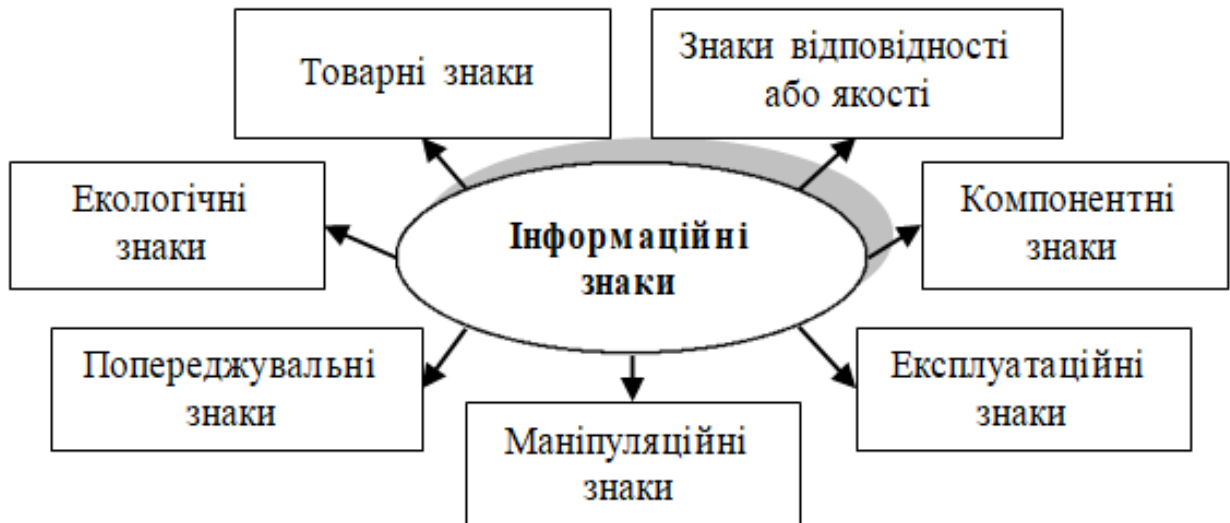 Товарні знаки
Знаки відповідності
або якості
Екологічні
знаки
Інформаційні
знаки
Компонентні
знаки
Попереджувальні
знаки
Маніпуляційні
знаки
Експлуатаційні
знаки